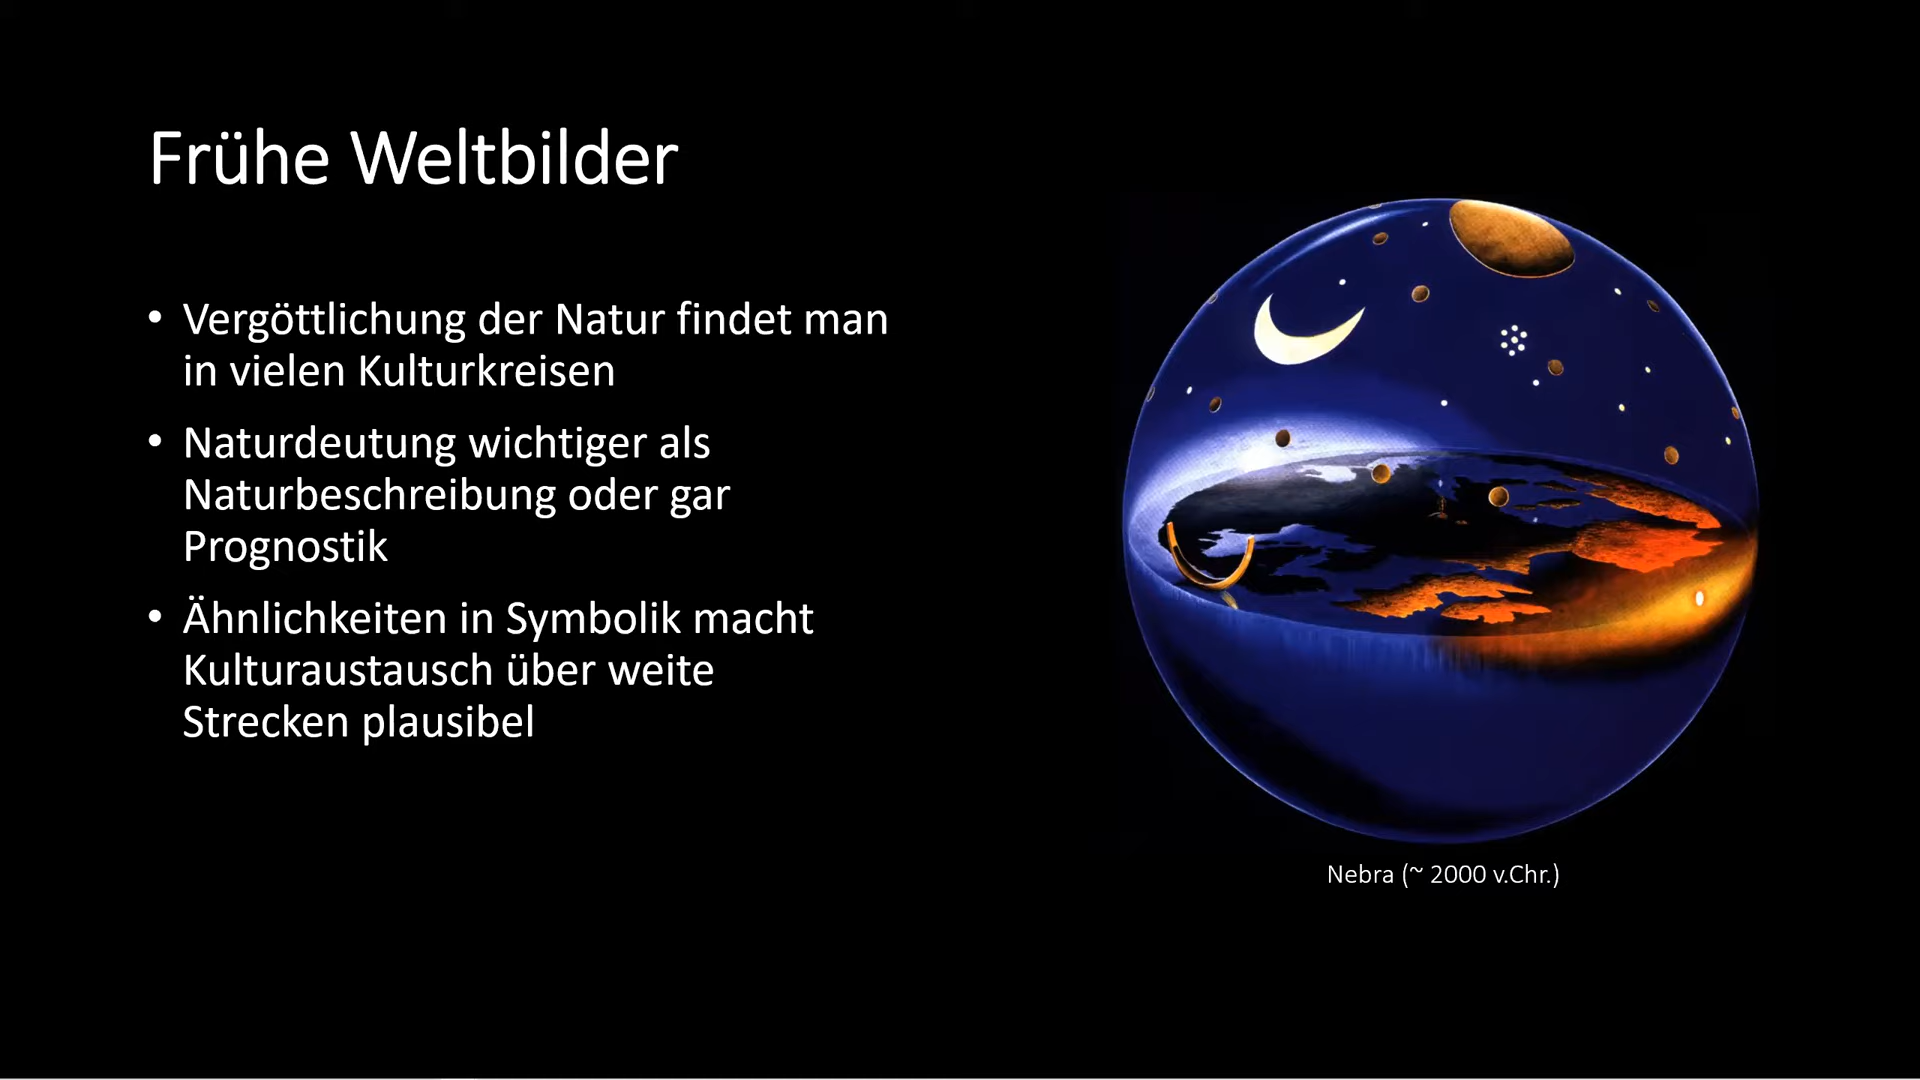 Frühe Weltbilder
• Vergöttlichung der Natur findet man
in vielen Kulturkreisen
• Naturdeutung wichtiger als
Naturbeschreibung oder gar
Prognostik
• Ähnlichkeiten in Symbolik macht
Kulturaustausch über weite
Strecken plausibel
Nebra (~ 2000 v.Chr.)